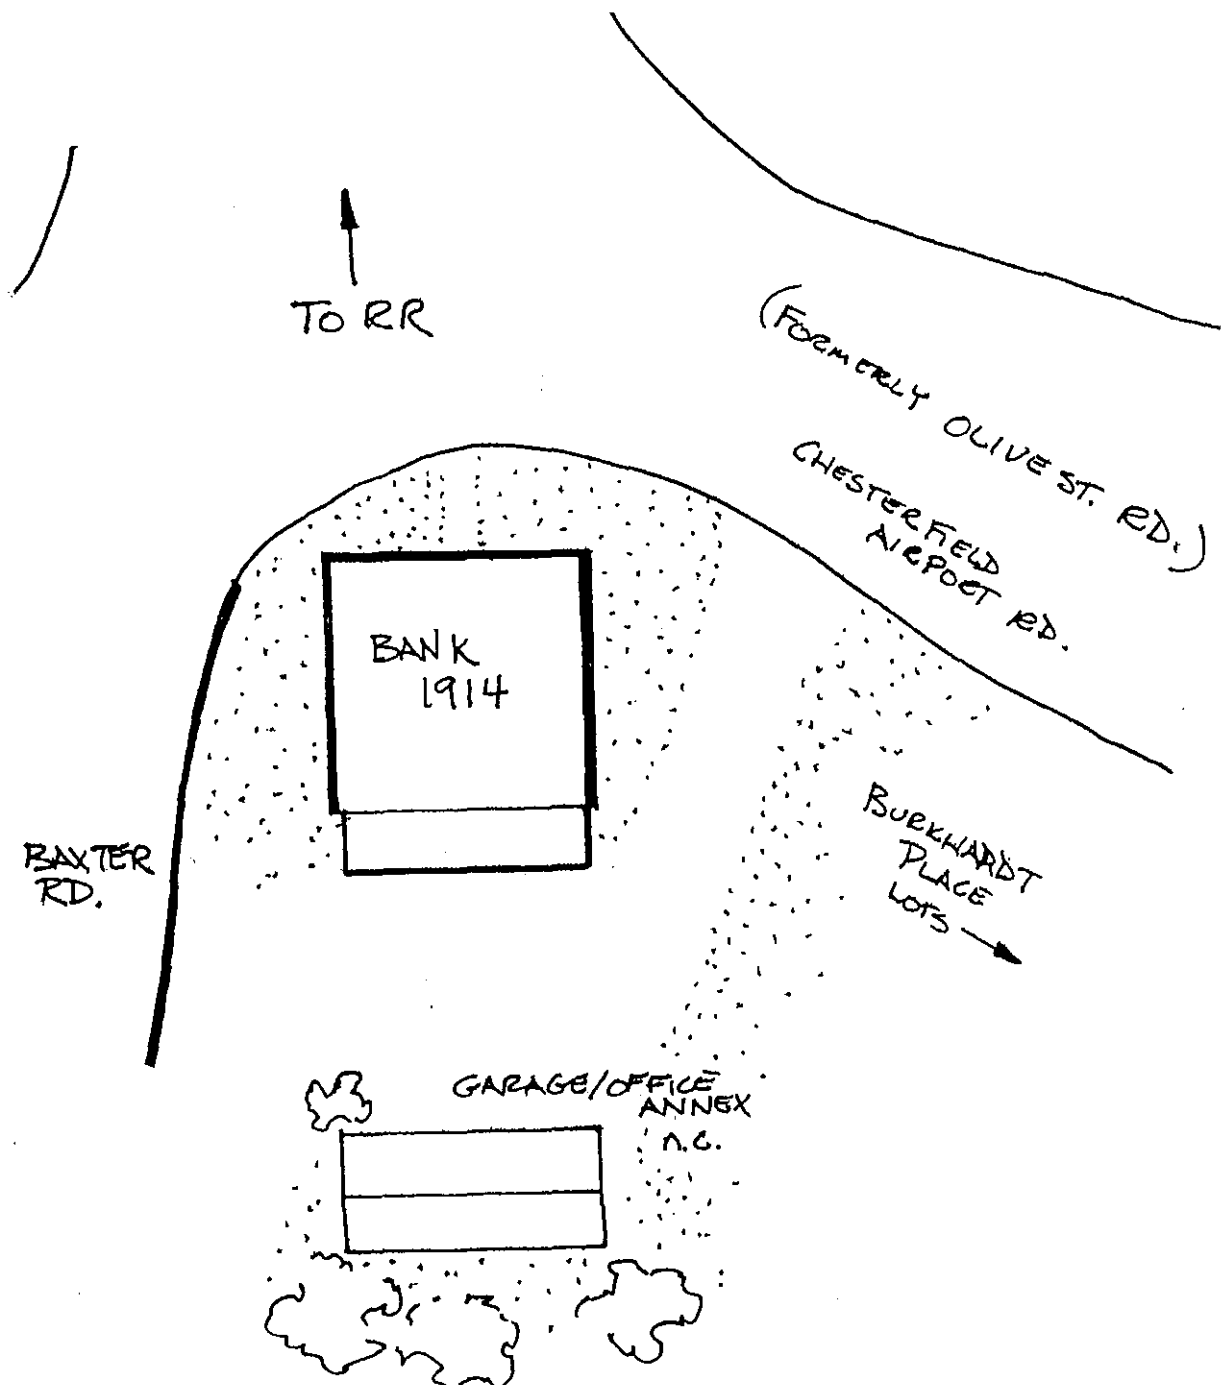 TO RR
(FORMERLY OLIVE ST. RD.)
CHESTERFIELD
AIRPORT RD.
BANK
1914
BAXTER
RD.
BURKHARDT
PLACE
LOTS
GARAGE/OFFICE
ANNEX
n.c.